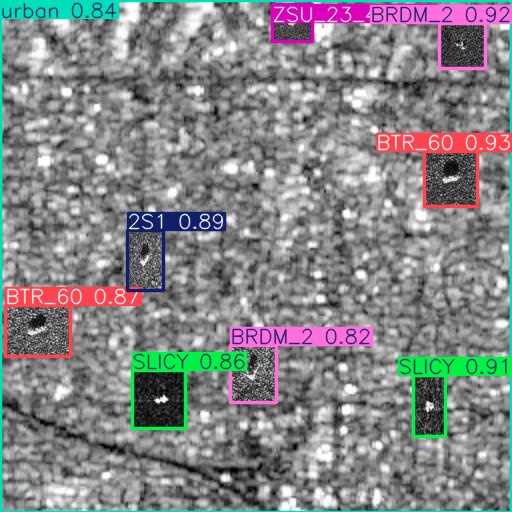 urban 0.84
ZSU_23_4
BRDM_2 0.92
BTR_60 0.93
2S1 0.89
BTR_60 0.87
BRDM_2 0.82
SLICY 0.86
SLICY 0.91